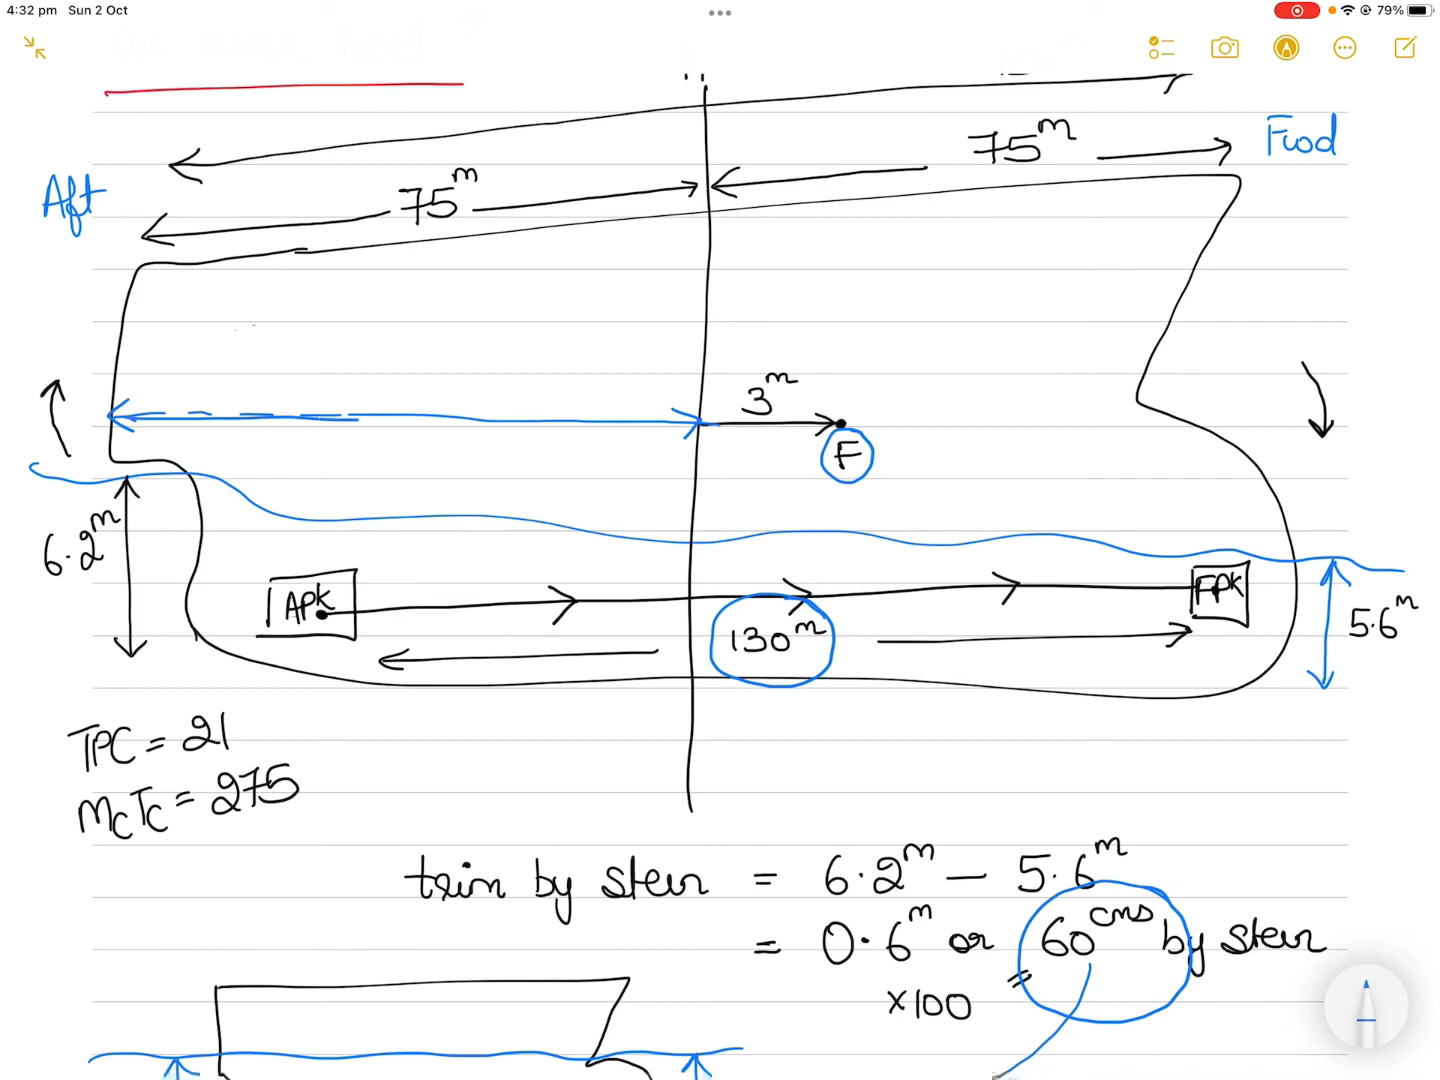 4:32 pm Sun 2 Oct
79%
75m
Fwd
Aft
75m
3m
F
6.2m
APK
FPK
130m
5.6m
TPC = 21
MCTC = 275
trim by stern = 6.2m - 5.6m
= 0.6m or 60cms by stern
×100 =